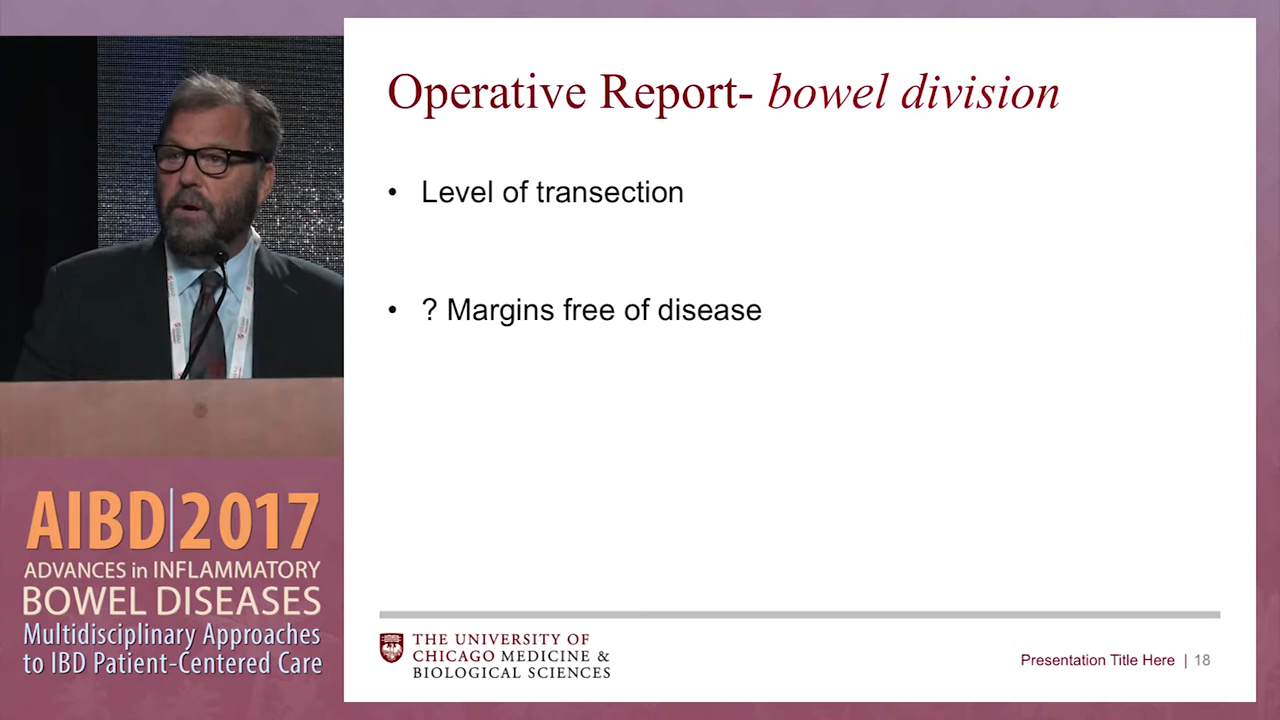 Operative Report- bowel division
• Level of transection
• ? Margins free of disease
AIBD|2017
ADVANCES in INFLAMMATORY
BOWEL DISEASES
Multidisciplinary Approaches
to IBD Patient-Centered Care
THE UNIVERSITY OF
CHICAGO MEDICINE &
BIOLOGICAL SCIENCES
Presentation Title Here | 18